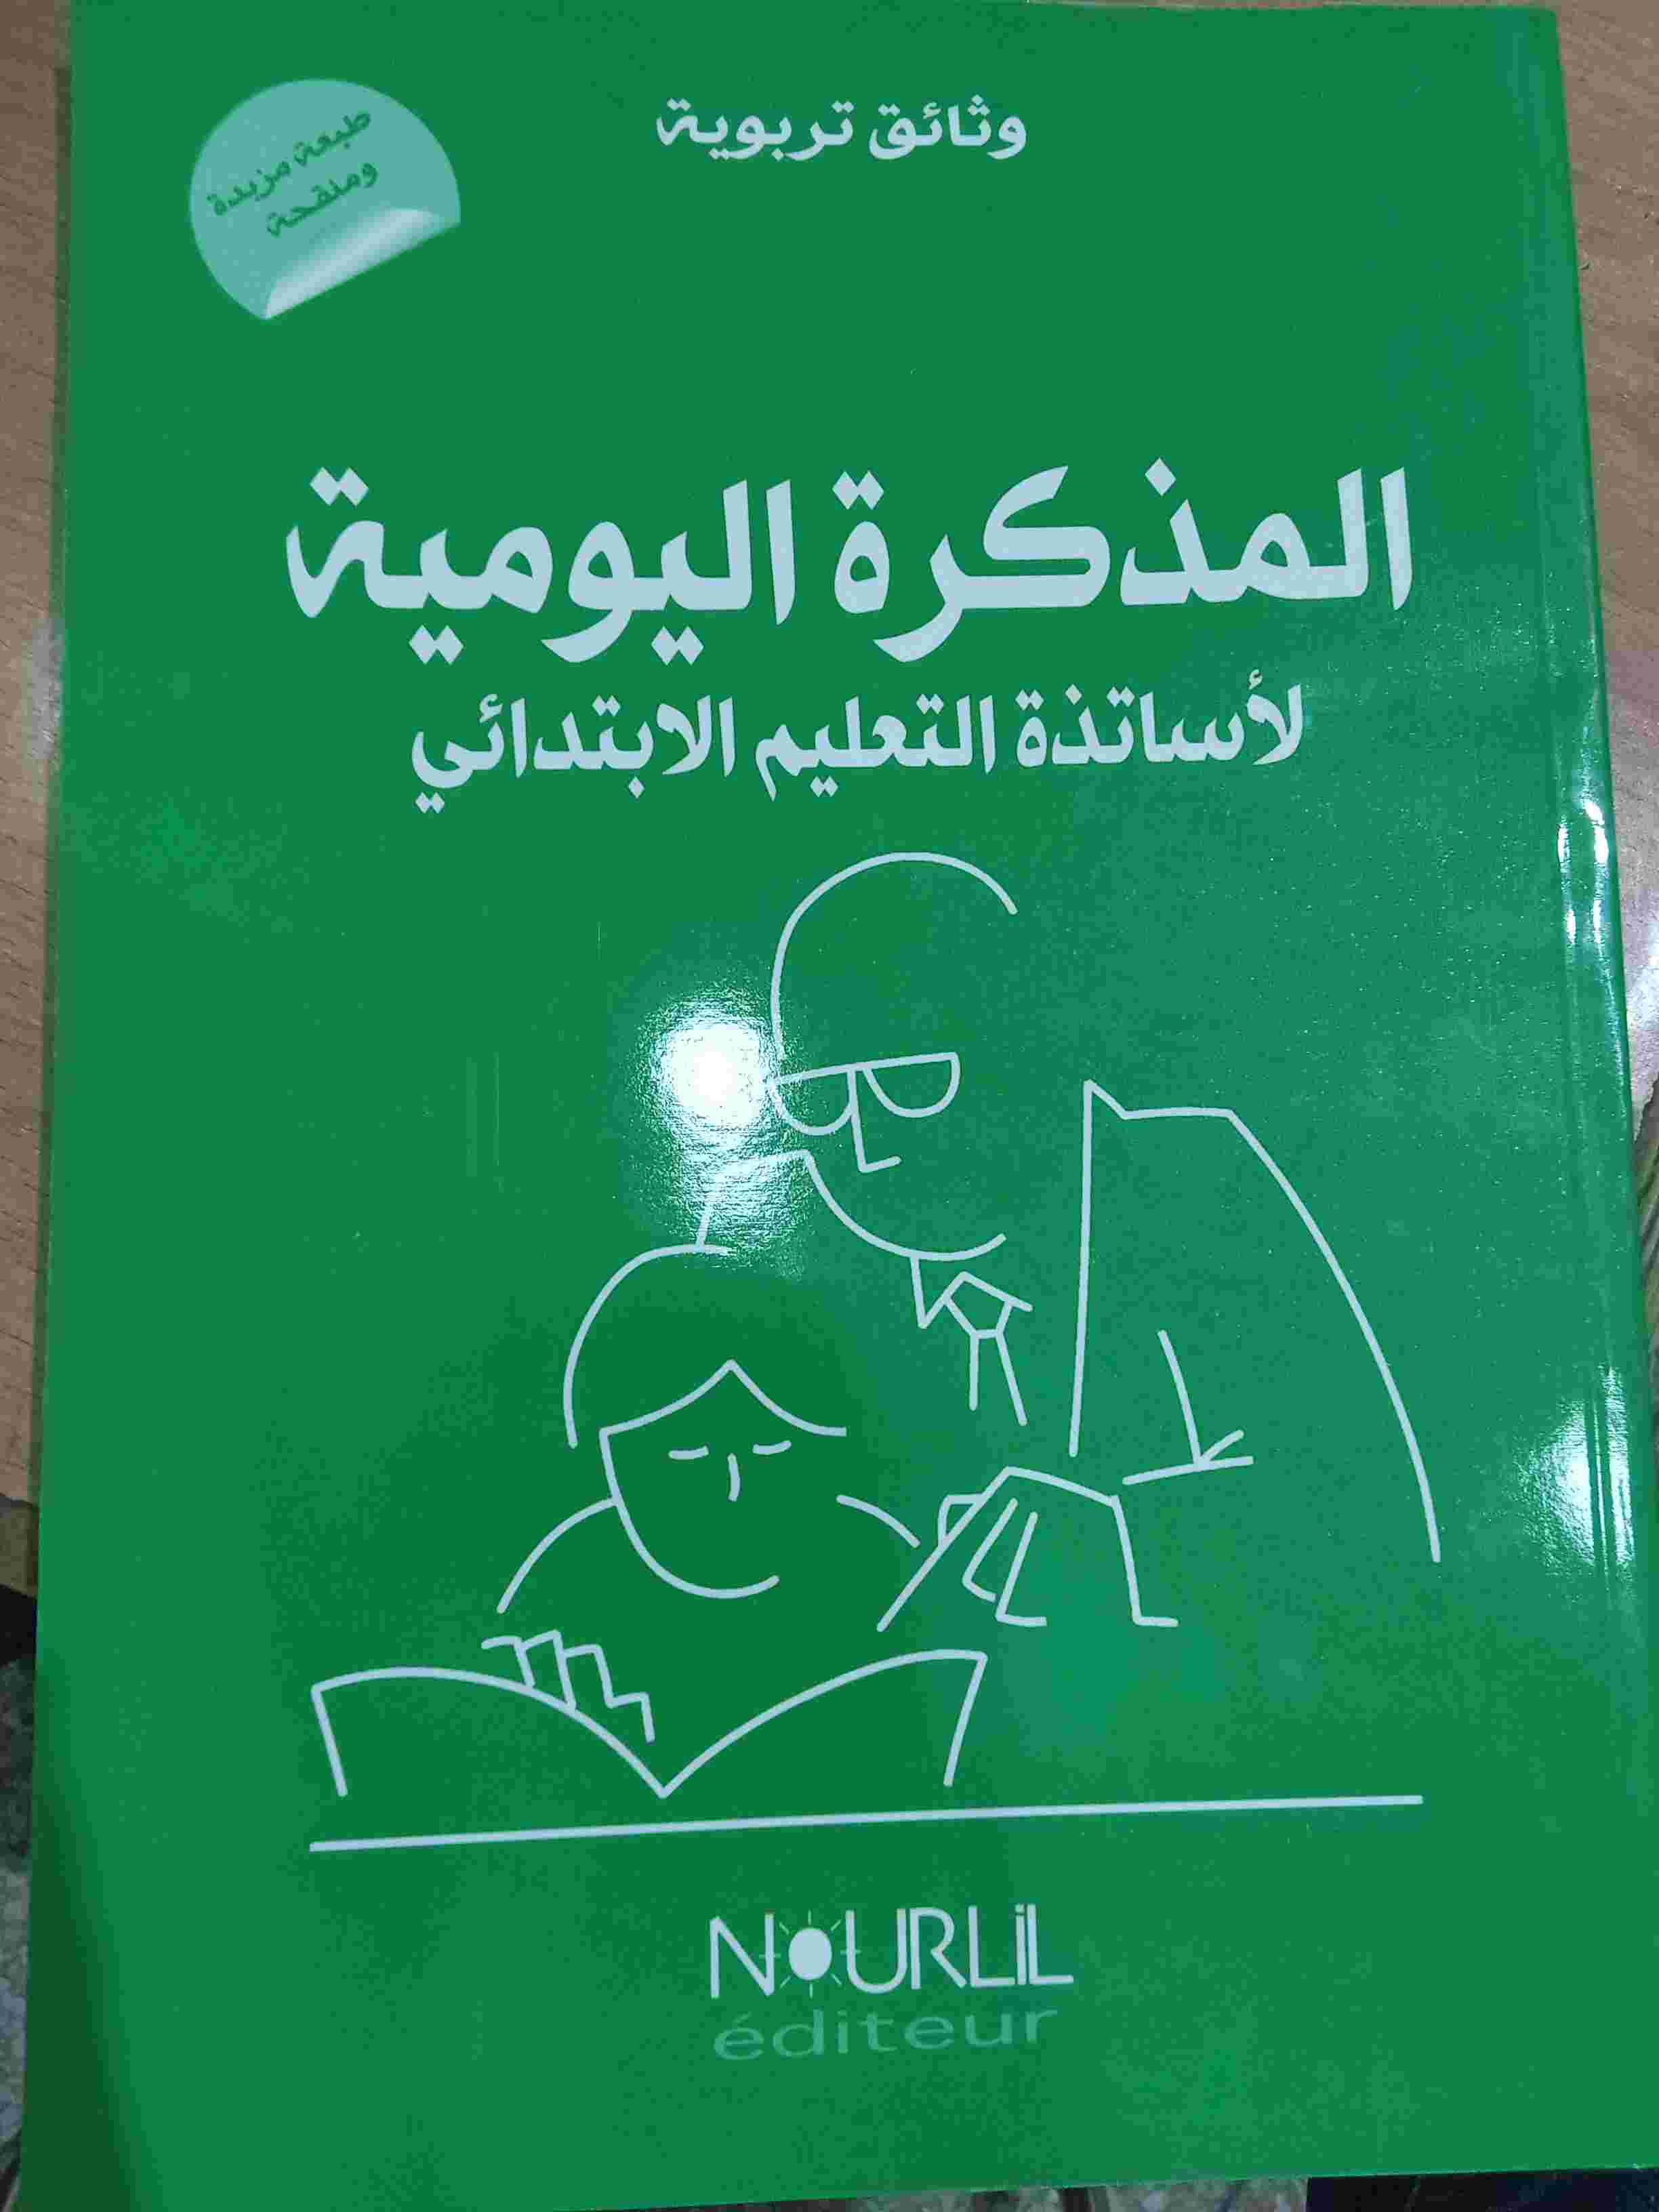 وثائق تربوية
طبعة مزيدة
ومنقحة
المذكرة اليومية
لأساتذة التعليم الابتدائي
NOURLIL
éditeur